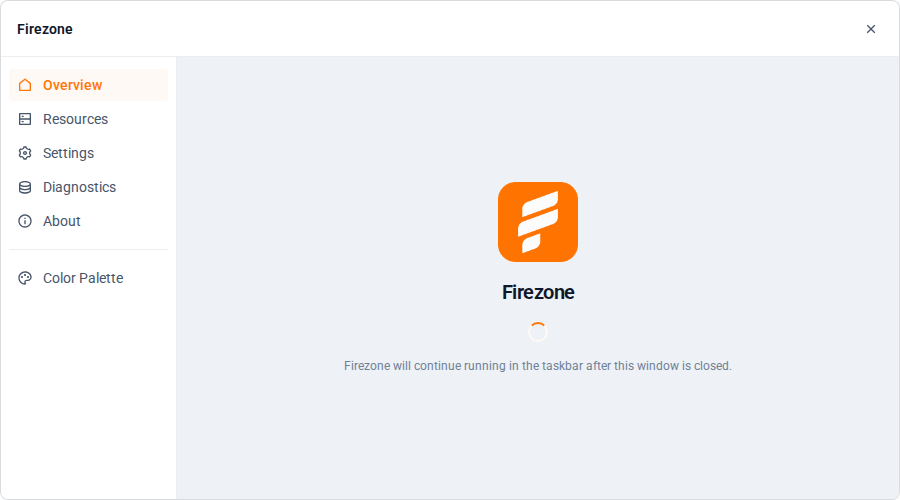 Firezone
Overview
Resources
Settings
Diagnostics
About
Color Palette
Firezone
Firezone will continue running in the taskbar after this window is closed.